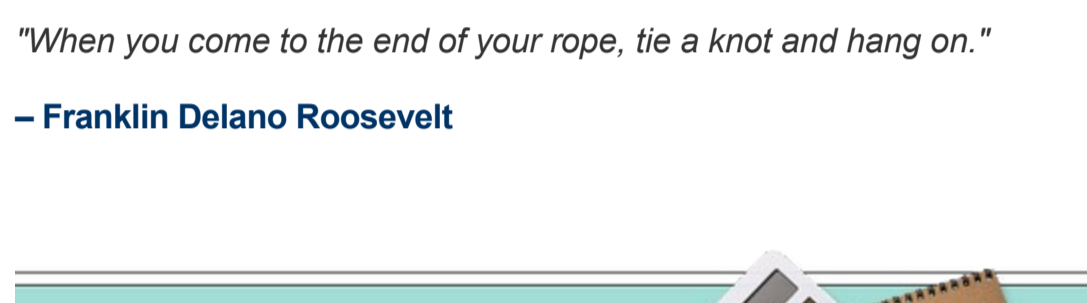 "When you come to the end of your rope, tie a knot and hang on."
– Franklin Delano Roosevelt